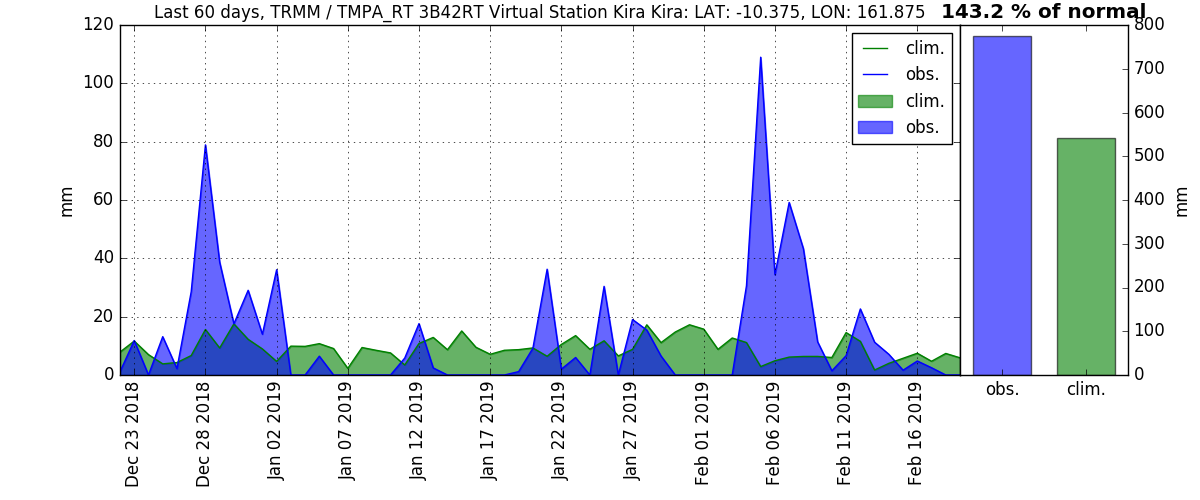 Last 60 days, TRMM / TMPA_RT 3B42RT Virtual Station Kira Kira: LAT: -10.375, LON: 161.875
143.2 % of normal
120
100
80
60
40
20
0
mm
clim.
obs.
clim.
obs.
Dec 23 2018
Dec 28 2018
Jan 02 2019
Jan 07 2019
Jan 12 2019
Jan 17 2019
Jan 22 2019
Jan 27 2019
Feb 01 2019
Feb 06 2019
Feb 11 2019
Feb 16 2019
800
700
600
500
400
300
200
100
0
mm
obs.
clim.